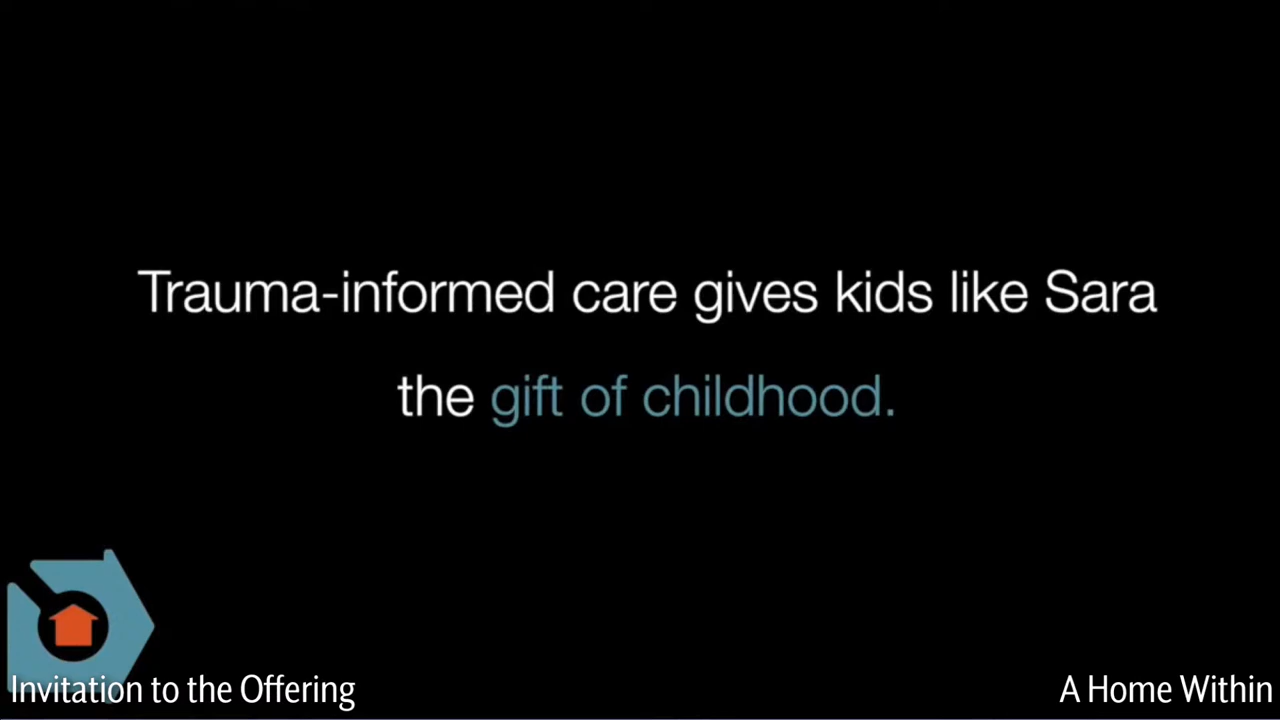 Trauma-informed care gives kids like Sara
the gift of childhood.
Invitation to the Offering
A Home Within